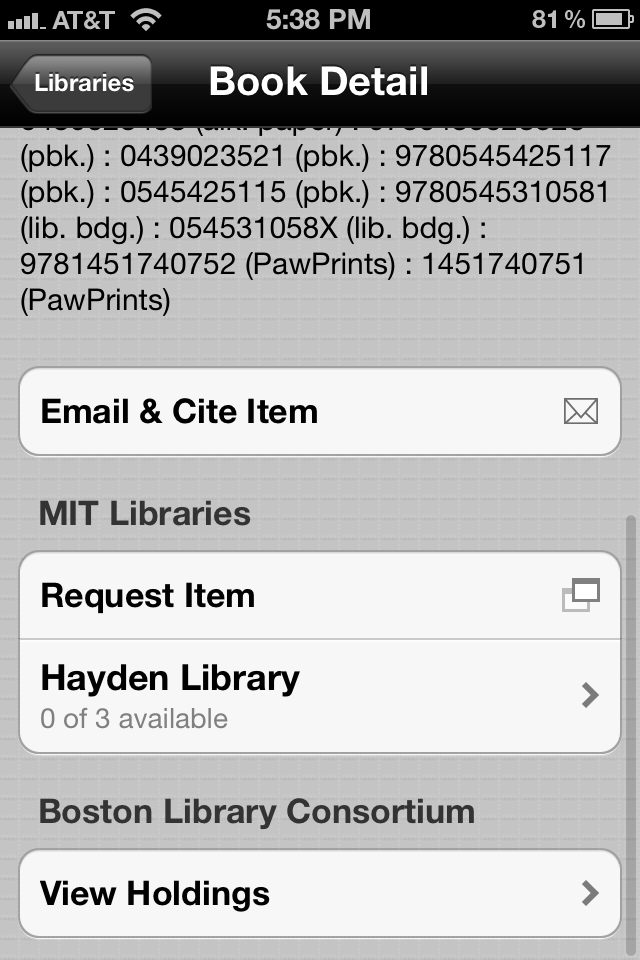 AT&T 5:38 PM 81 %
Libraries Book Detail
(pbk.) : 0439023521 (pbk.) : 9780545425117
(pbk.) : 0545425115 (pbk.) : 9780545310581
(lib. bdg.) : 054531058X (lib. bdg.) :
9781451740752 (PawPrints) : 1451740751
(PawPrints)
Email & Cite Item
MIT Libraries
Request Item
Hayden Library
0 of 3 available
Boston Library Consortium
View Holdings